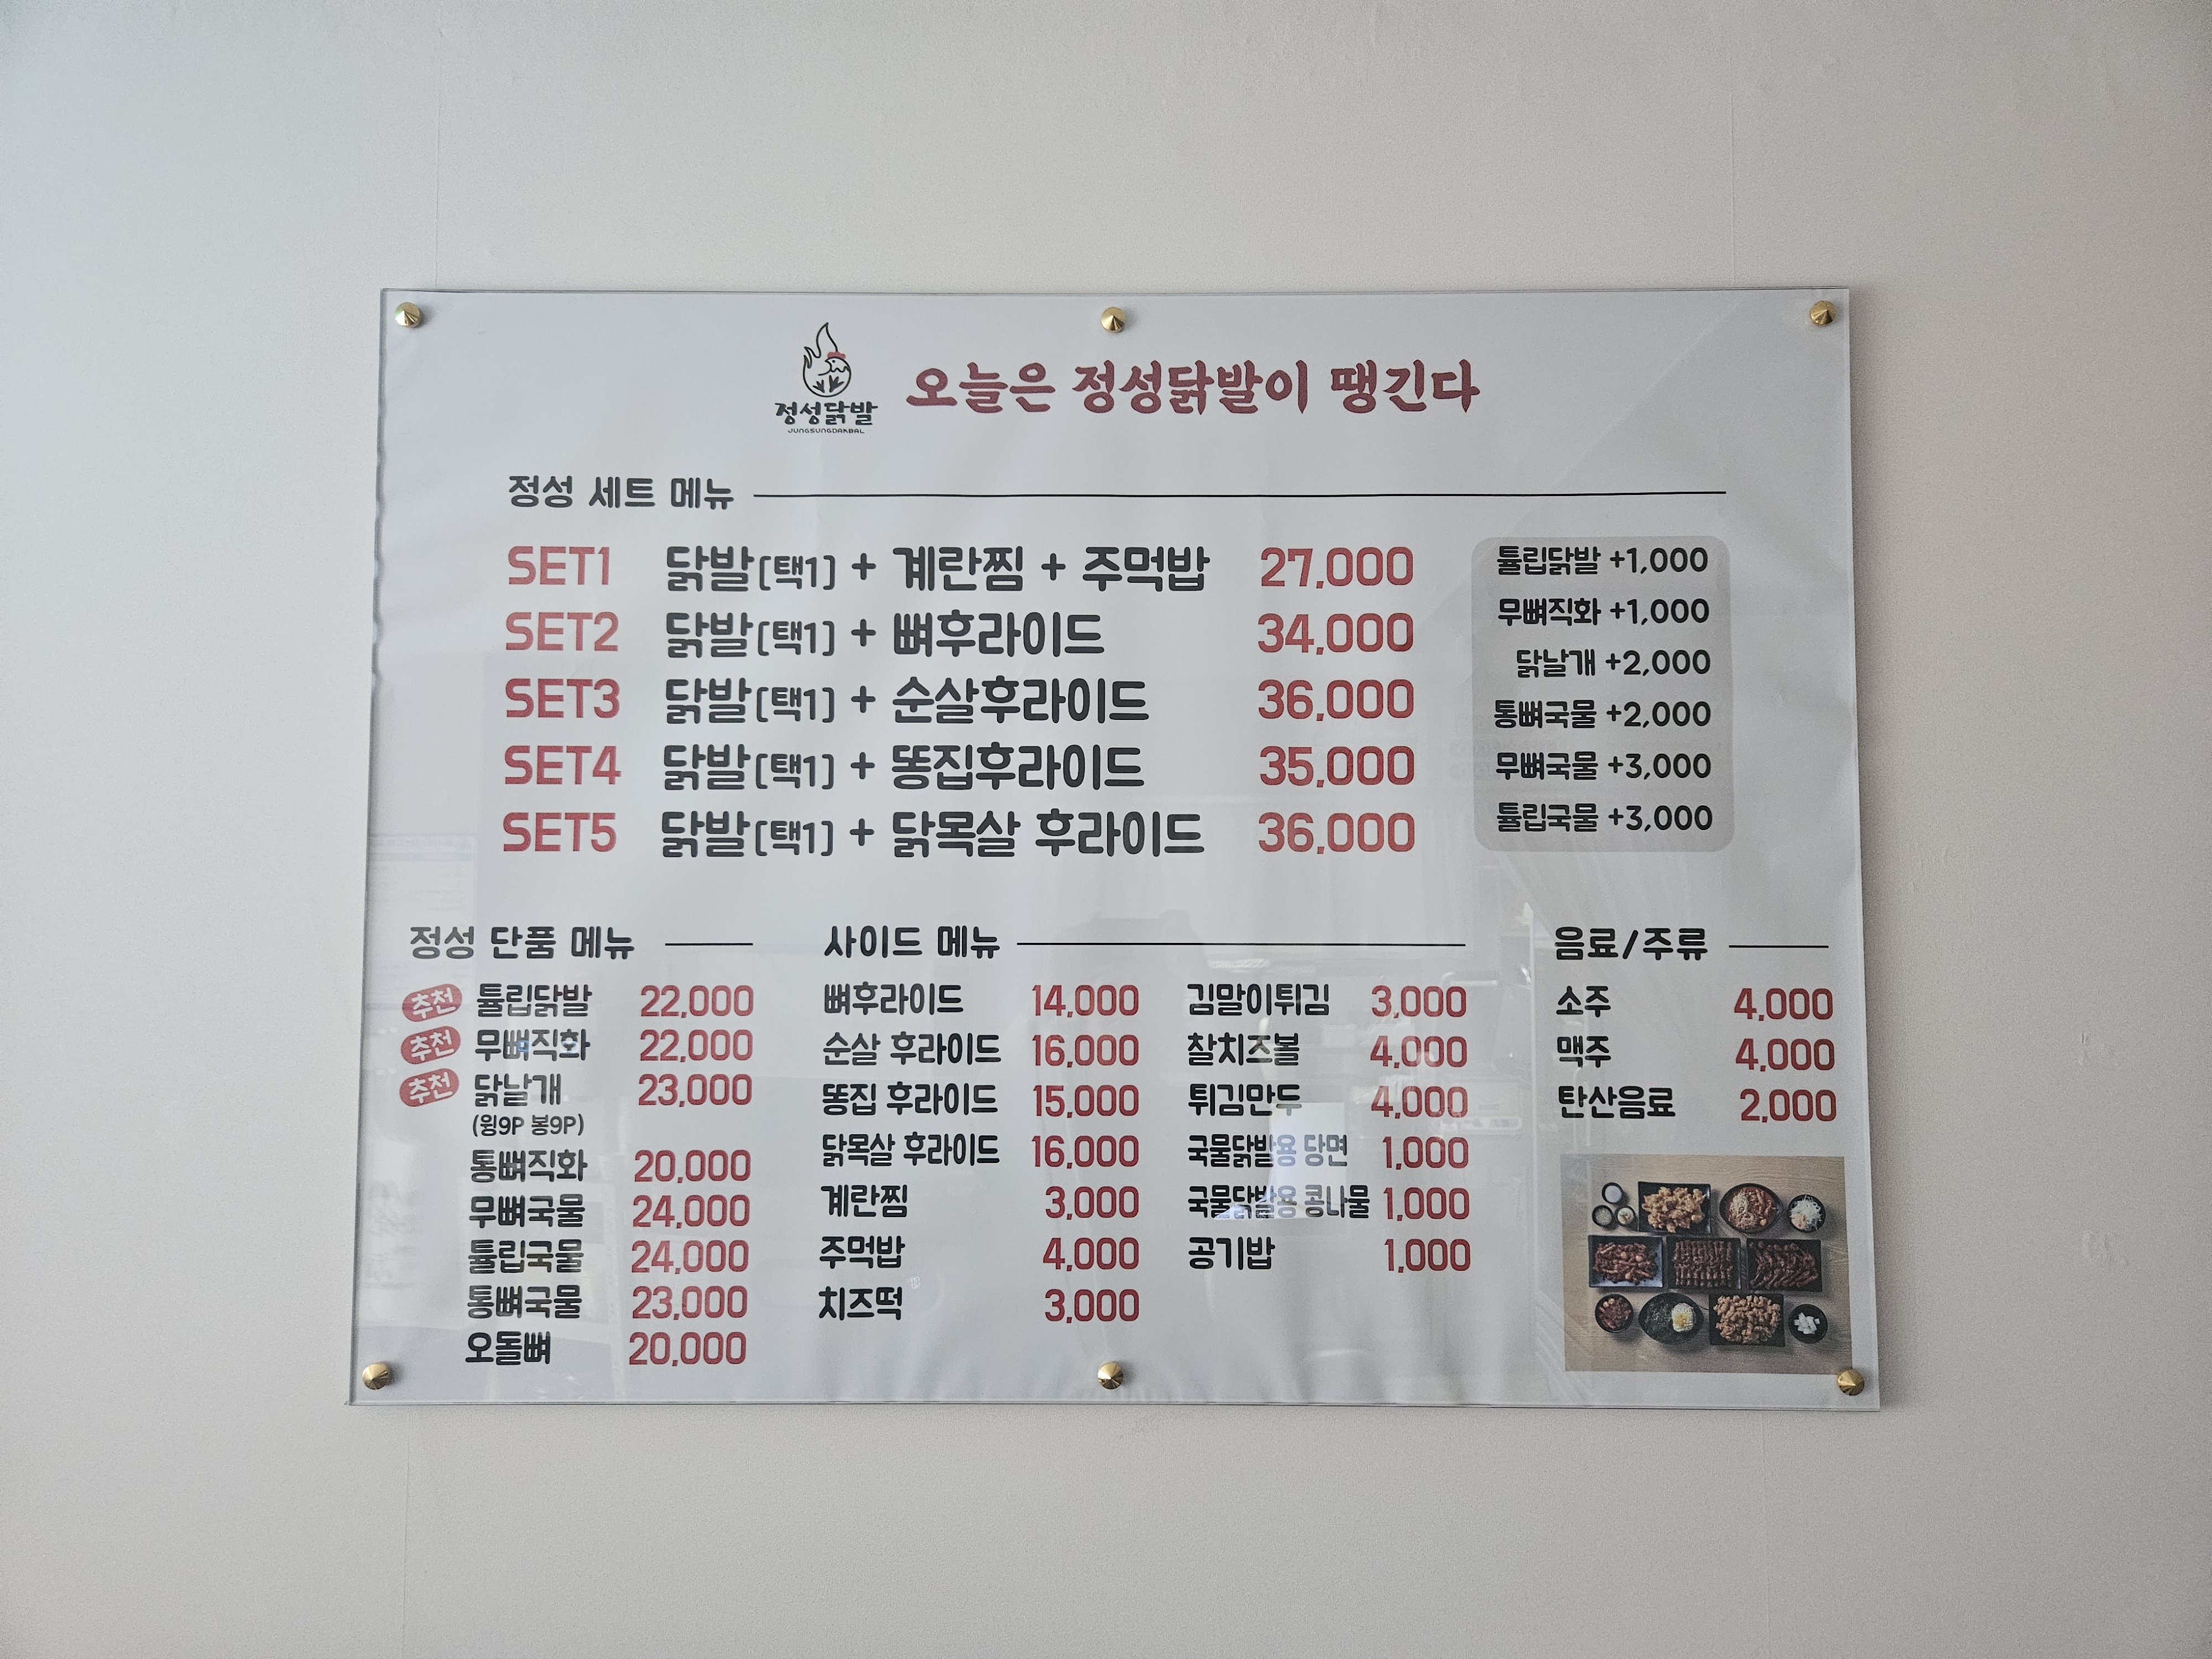 정성닭발
JUNGSUNGDAKBAL
오늘은 정성닭발이 땡긴다
정성 세트 메뉴
SET1 닭발(택1) + 계란찜 + 주먹밥 27,000
SET2 닭발(택1) + 뼈후라이드 34,000
SET3 닭발(택1) + 순살후라이드 36,000
SET4 닭발(택1) + 똥집후라이드 35,000
SET5 닭발(택1) + 닭목살 후라이드 36,000
튤립닭발 +1,000
무뼈직화 +1,000
닭날개 +2,000
통뼈국물 +2,000
무뼈국물 +3,000
튤립국물 +3,000
정성 단품 메뉴
추천 튤립닭발 22,000
추천 무뼈직화 22,000
추천 닭날개 23,000
(윙9P 봉9P)
통뼈직화 20,000
무뼈국물 24,000
튤립국물 24,000
통뼈국물 23,000
오돌뼈 20,000
사이드 메뉴
뼈후라이드 14,000
순살 후라이드 16,000
똥집 후라이드 15,000
닭목살 후라이드 16,000
계란찜 3,000
주먹밥 4,000
치즈떡 3,000
김말이튀김 3,000
찰치즈볼 4,000
튀김만두 4,000
국물닭발용 당면 1,000
국물닭발용 콩나물 1,000
공기밥 1,000
음료/주류
소주 4,000
맥주 4,000
탄산음료 2,000